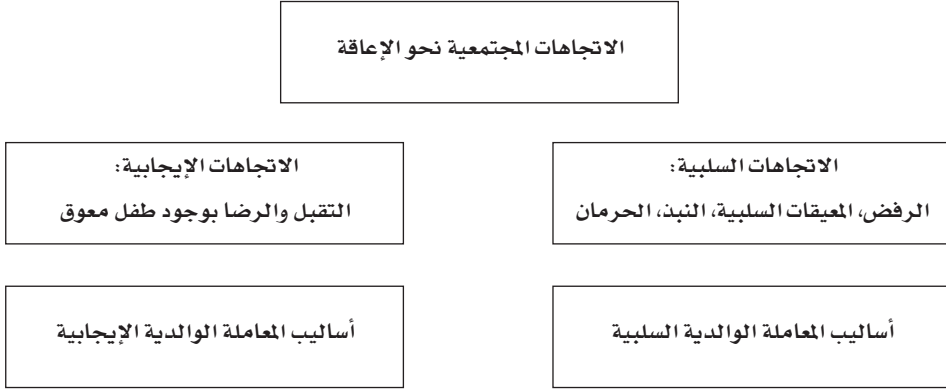 الاتجاهات المجتمعية نحو الإعاقة
الاتجاهات السلبية:
الرفض، المعيقات السلبية، النبذ، الحرمان
الاتجاهات الإيجابية:
التقبل والرضا بوجود طفل معوق
أساليب المعاملة الوالدية السلبية
أساليب المعاملة الوالدية الإيجابية